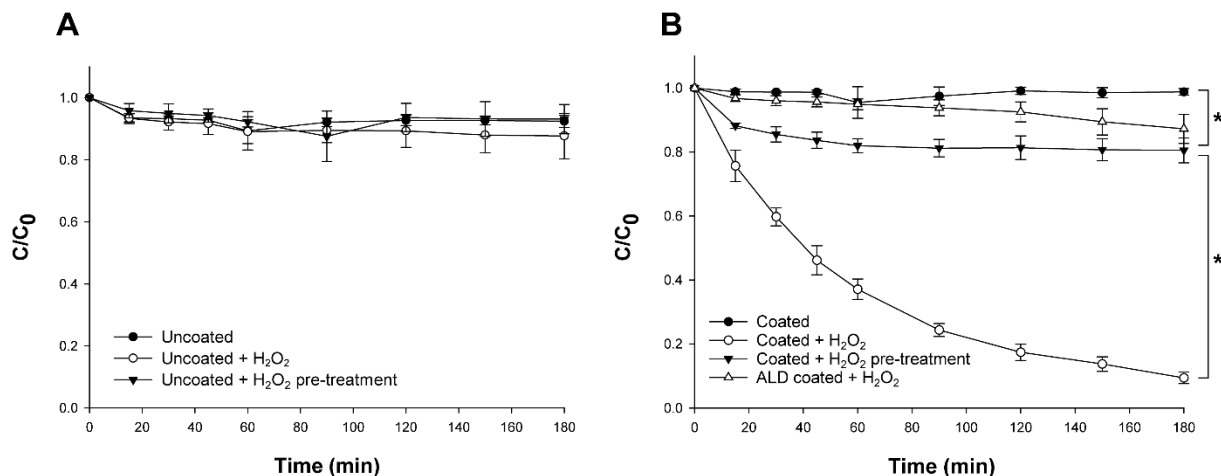 A
1.0
0.8
0.6
0.4
0.2
0.0
C/C₀
Uncoated
Uncoated + H₂O₂
Uncoated + H₂O₂ pre-treatment
0 20 40 60 80 100 120 140 160 180
Time (min)
B
1.0
0.8
0.6
0.4
0.2
0.0
C/C₀
Coated
Coated + H₂O₂
Coated + H₂O₂ pre-treatment
ALD coated + H₂O₂
*
*
0 20 40 60 80 100 120 140 160 180
Time (min)